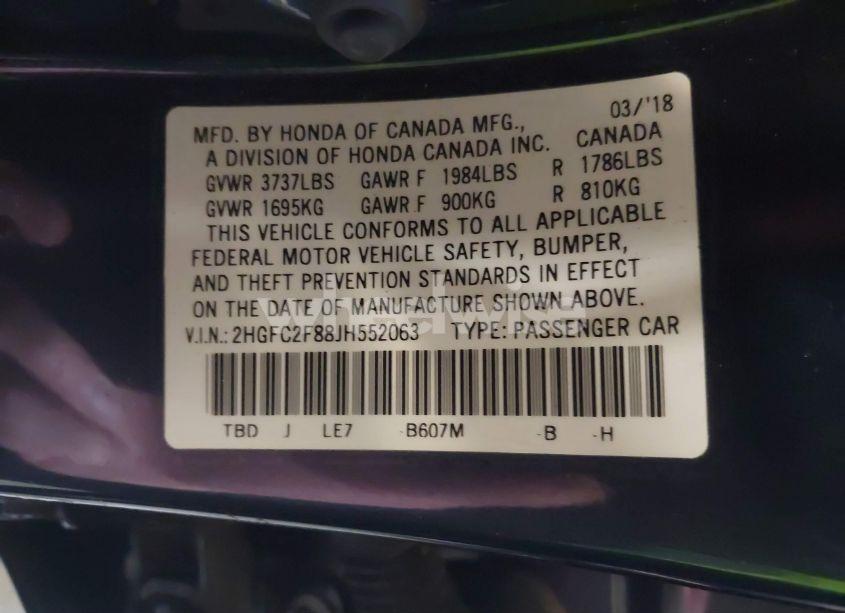 03/'18
MFD. BY HONDA OF CANADA MFG.,
A DIVISION OF HONDA CANADA INC. CANADA
GVWR 3737LBS GAWR F 1984LBS R 1786LBS
GVWR 1695KG GAWR F 900KG R 810KG
THIS VEHICLE CONFORMS TO ALL APPLICABLE
FEDERAL MOTOR VEHICLE SAFETY, BUMPER,
AND THEFT PREVENTION STANDARDS IN EFFECT
ON THE DATE OF MANUFACTURE SHOWN ABOVE.
V.I.N.: 2HGFC2F88JH552063 TYPE: PASSENGER CAR
TBD J LE7 -B607M -B -H